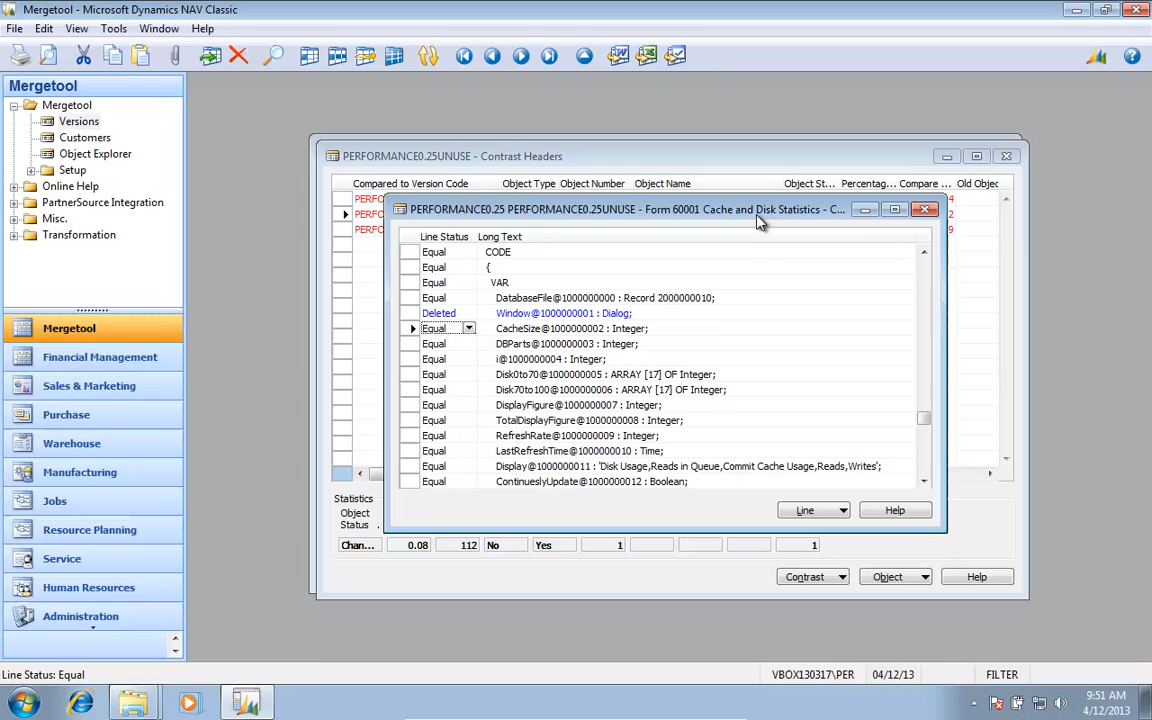 Mergetool - Microsoft Dynamics NAV Classic
File Edit View Tools Window Help
Mergetool
Mergetool
Versions
Customers
Object Explorer
Setup
Online Help
PartnerSource Integration
Misc.
Transformation
Mergetool
Financial Management
Sales & Marketing
Purchase
Warehouse
Manufacturing
Jobs
Resource Planning
Service
Human Resources
Administration
PERFORMANCE0.25UNUSE - Contrast Headers
Compared to Version Code Object Type Object Number Object Name Object St... Percentag... Compare ... Old Objec
PERFO 4
PERFO 2
PERFO 9
PERFORMANCE0.25 PERFORMANCE0.25UNUSE - Form 60001 Cache and Disk Statistics - C...
Line Status Long Text
Equal CODE
Equal {
Equal VAR
Equal DatabaseFile@1000000000 : Record 2000000010;
Deleted Window@1000000001 : Dialog;
Equal CacheSize@1000000002 : Integer;
Equal DBParts@1000000003 : Integer;
Equal i@1000000004 : Integer;
Equal Disk0to70@1000000005 : ARRAY [17] OF Integer;
Equal Disk70to100@1000000006 : ARRAY [17] OF Integer;
Equal DisplayFigure@1000000007 : Integer;
Equal TotalDisplayFigure@1000000008 : Integer;
Equal RefreshRate@1000000009 : Integer;
Equal LastRefreshTime@1000000010 : Time;
Equal Display@1000000011 : 'Disk Usage,Reads in Queue,Commit Cache Usage,Reads,Writes';
Equal ContinueslyUpdate@1000000012 : Boolean;
Line Help
Statistics
Object
Status .
Chan... 0.08 112 No Yes 1 1
Contrast Object Help
Line Status: Equal VBOX130317\PER 04/12/13 FILTER
9:51 AM
4/12/2013